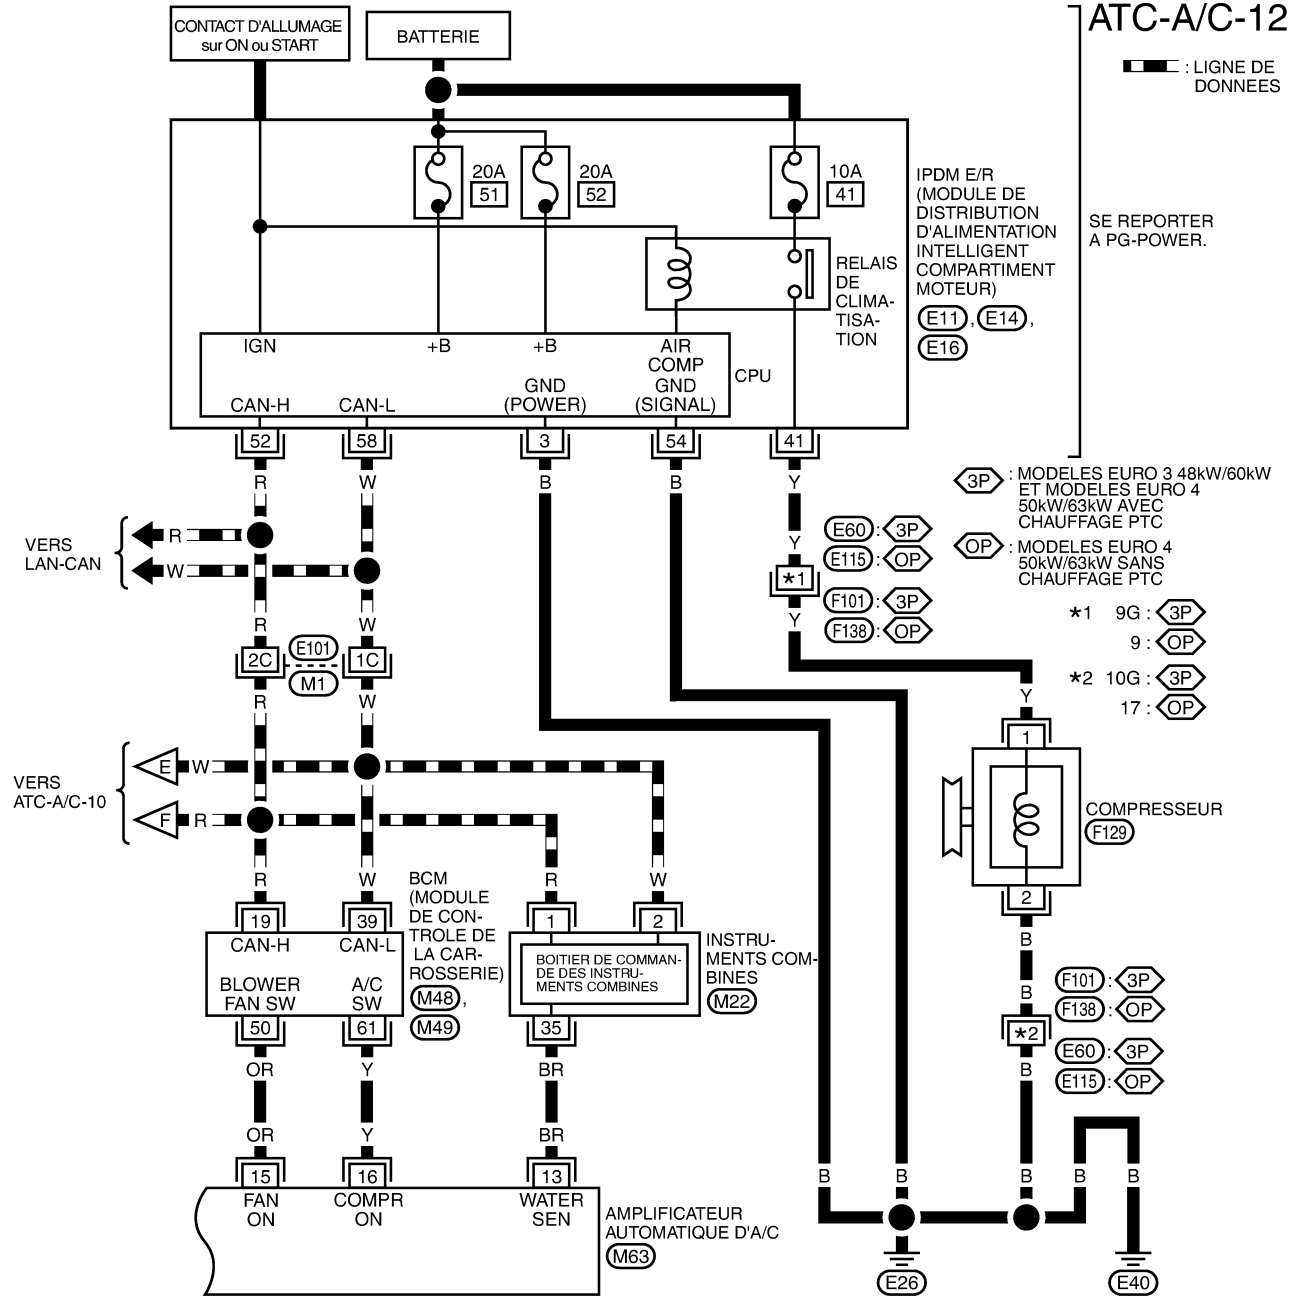 ATC-A/C-12
CONTACT D'ALLUMAGE
sur ON ou START
BATTERIE
: LIGNE DE
DONNEES
20A
51
20A
52
10A
41
IPDM E/R
(MODULE DE
DISTRIBUTION
D'ALIMENTATION
INTELLIGENT
COMPARTIMENT
MOTEUR)
E11, E14,
E16
SE REPORTER
A PG-POWER.
RELAIS
DE
CLIMA-
TISA-
TION
IGN
+B
+B
AIR
COMP
CPU
CAN-H
CAN-L
GND
(POWER)
GND
(SIGNAL)
52
58
3
54
41
R
W
B
B
Y
3P : MODELES EURO 3 48kW/60kW
ET MODELES EURO 4
50kW/63kW AVEC
CHAUFFAGE PTC
OP : MODELES EURO 4
50kW/63kW SANS
CHAUFFAGE PTC
VERS
LAN-CAN
R
W
Y
E60 : 3P
E115 : OP
*1
F101 : 3P
F138 : OP
Y
*1 9G : 3P
9 : OP
*2 10G : 3P
17 : OP
R
W
2C
E101
M1
1C
R
W
Y
1
VERS
ATC-A/C-10
E
W
F
R
COMPRESSEUR
F129
2
R
W
R
W
BCM
(MODULE
DE CON-
TROLE DE
LA CAR-
ROSSERIE)
M48,
M49
19
39
1
2
CAN-H
CAN-L
BLOWER
FAN SW
A/C
SW
BOITIER DE COMMAN-
DE DES INSTRU-
MENTS COMBINES
INSTRU-
MENTS COM-
BINES
M22
B
B
F101 : 3P
F138 : OP
*2
E60 : 3P
E115 : OP
B
50
61
35
OR
Y
BR
OR
Y
BR
15
16
13
FAN
ON
COMPR
ON
WATER
SEN
AMPLIFICATEUR
AUTOMATIQUE D'A/C
M63
B
B
B
B
B
E26
E40